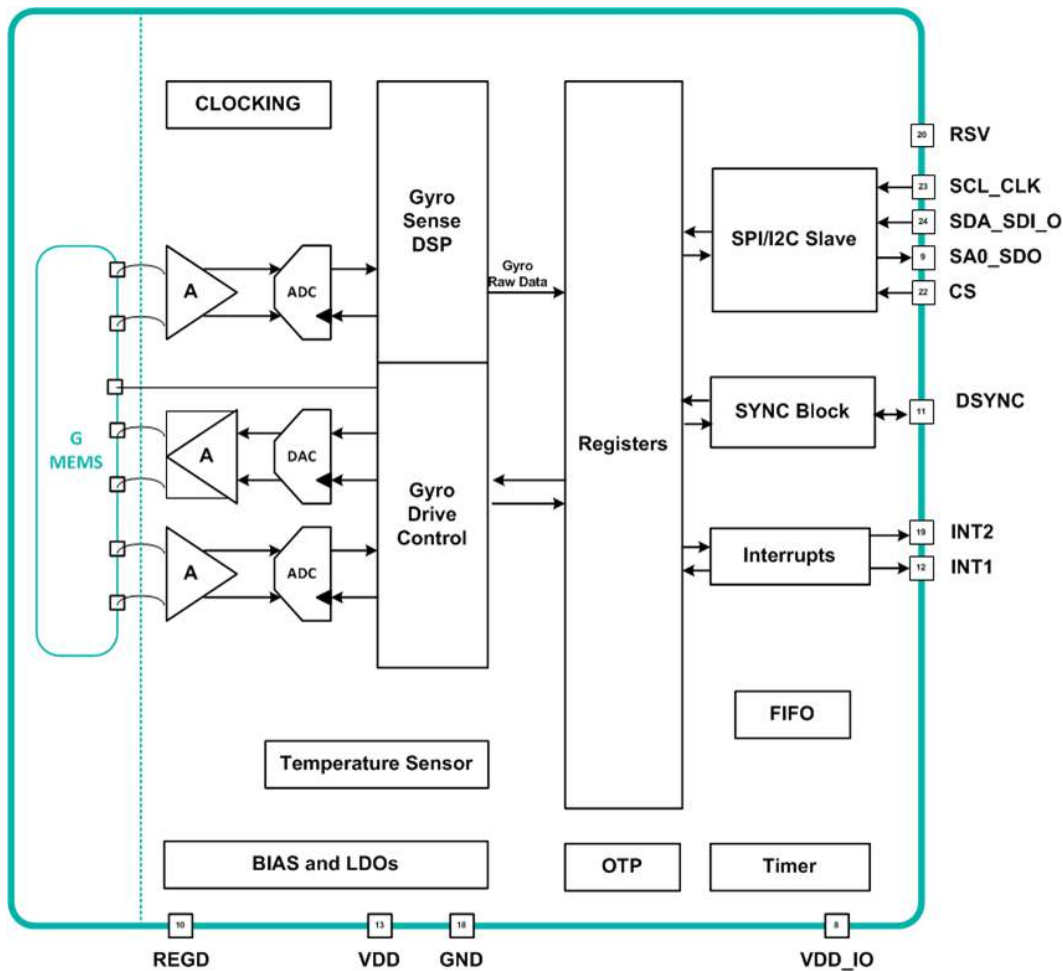 CLOCKING
RSV
20
Gyro
Sense
DSP
SPI/I2C Slave
23
SCL_CLK
24
SDA_SDI_O
9
SA0_SDO
22
CS
A
ADC
Gyro
Raw Data
G
MEMS
A
DAC
Gyro
Drive
Control
Registers
SYNC Block
11
DSYNC
A
ADC
Interrupts
19
INT2
12
INT1
FIFO
Temperature Sensor
BIAS and LDOs
OTP
Timer
10
13
18
8
REGD
VDD
GND
VDD_IO